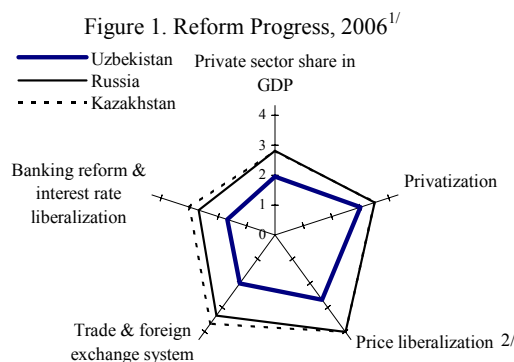 Figure 1. Reform Progress, 2006 1/
Uzbekistan
Russia
Kazakhstan
Private sector share in
GDP
4
3
2
1
0
Banking reform &
interest rate
liberalization
Privatization
Trade & foreign
exchange system
Price liberalization 2/